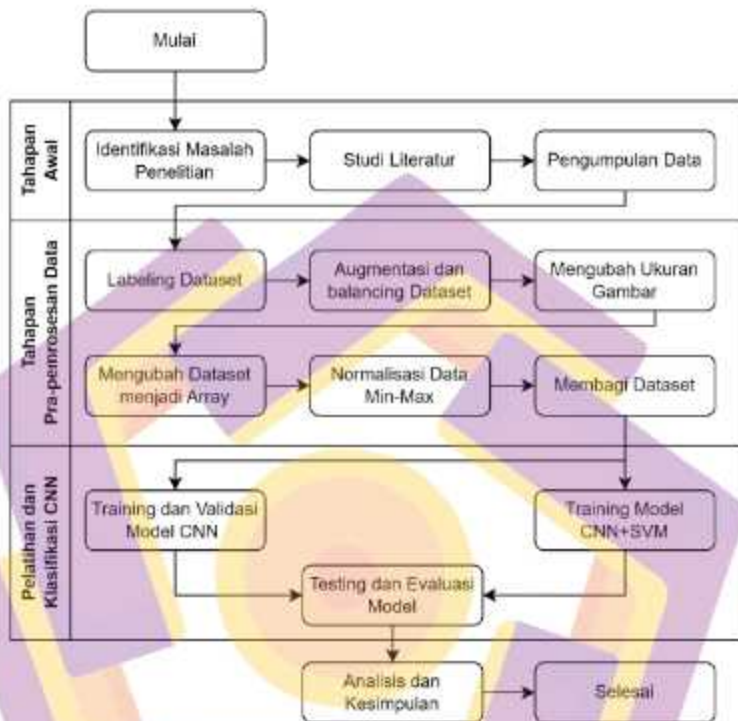 Mulai
Tahapan
Awal
Identifikasi Masalah
Penelitian
Studi Literatur
Pengumpulan Data
Tahapan
Pra-pemrosesan Data
Labeling Dataset
Augmentasi dan
balancing Dataset
Mengubah Ukuran
Gambar
Mengubah Dataset
menjadi Array
Normalisasi Data
Min-Max
Membagi Dataset
Pelatihan dan
Klasifikasi CNN
Training dan Validasi
Model CNN
Training Model
CNN+SVM
Testing dan Evaluasi
Model
Analisis dan
Kesimpulan
Selesai